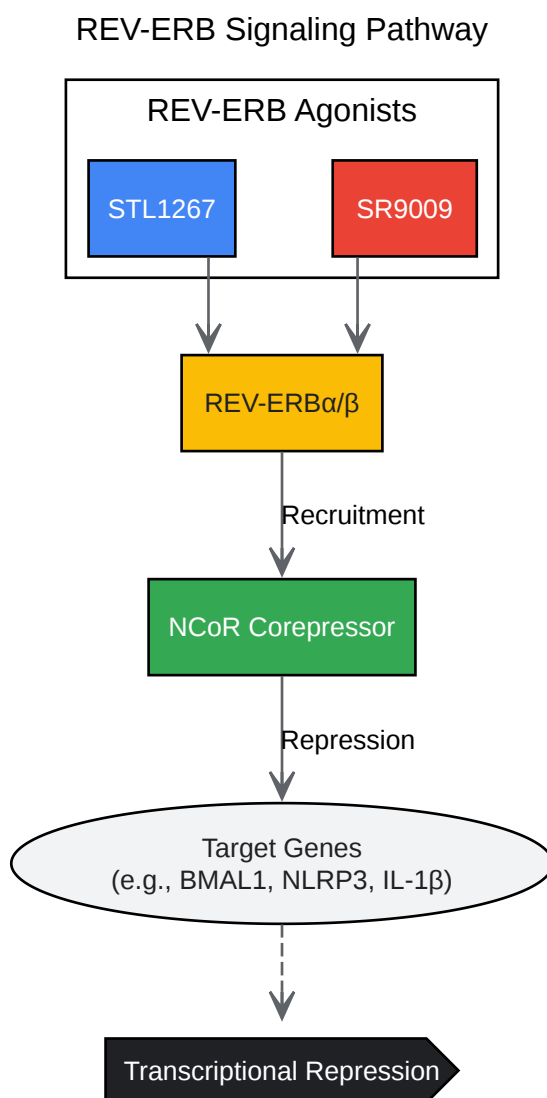 REV-ERB Signaling Pathway
REV-ERB Agonists
STL1267
SR9009
REV-ERBα/β
Recruitment
NCoR Corepressor
Repression
Target Genes
(e.g., BMAL1, NLRP3, IL-1β)
Transcriptional Repression